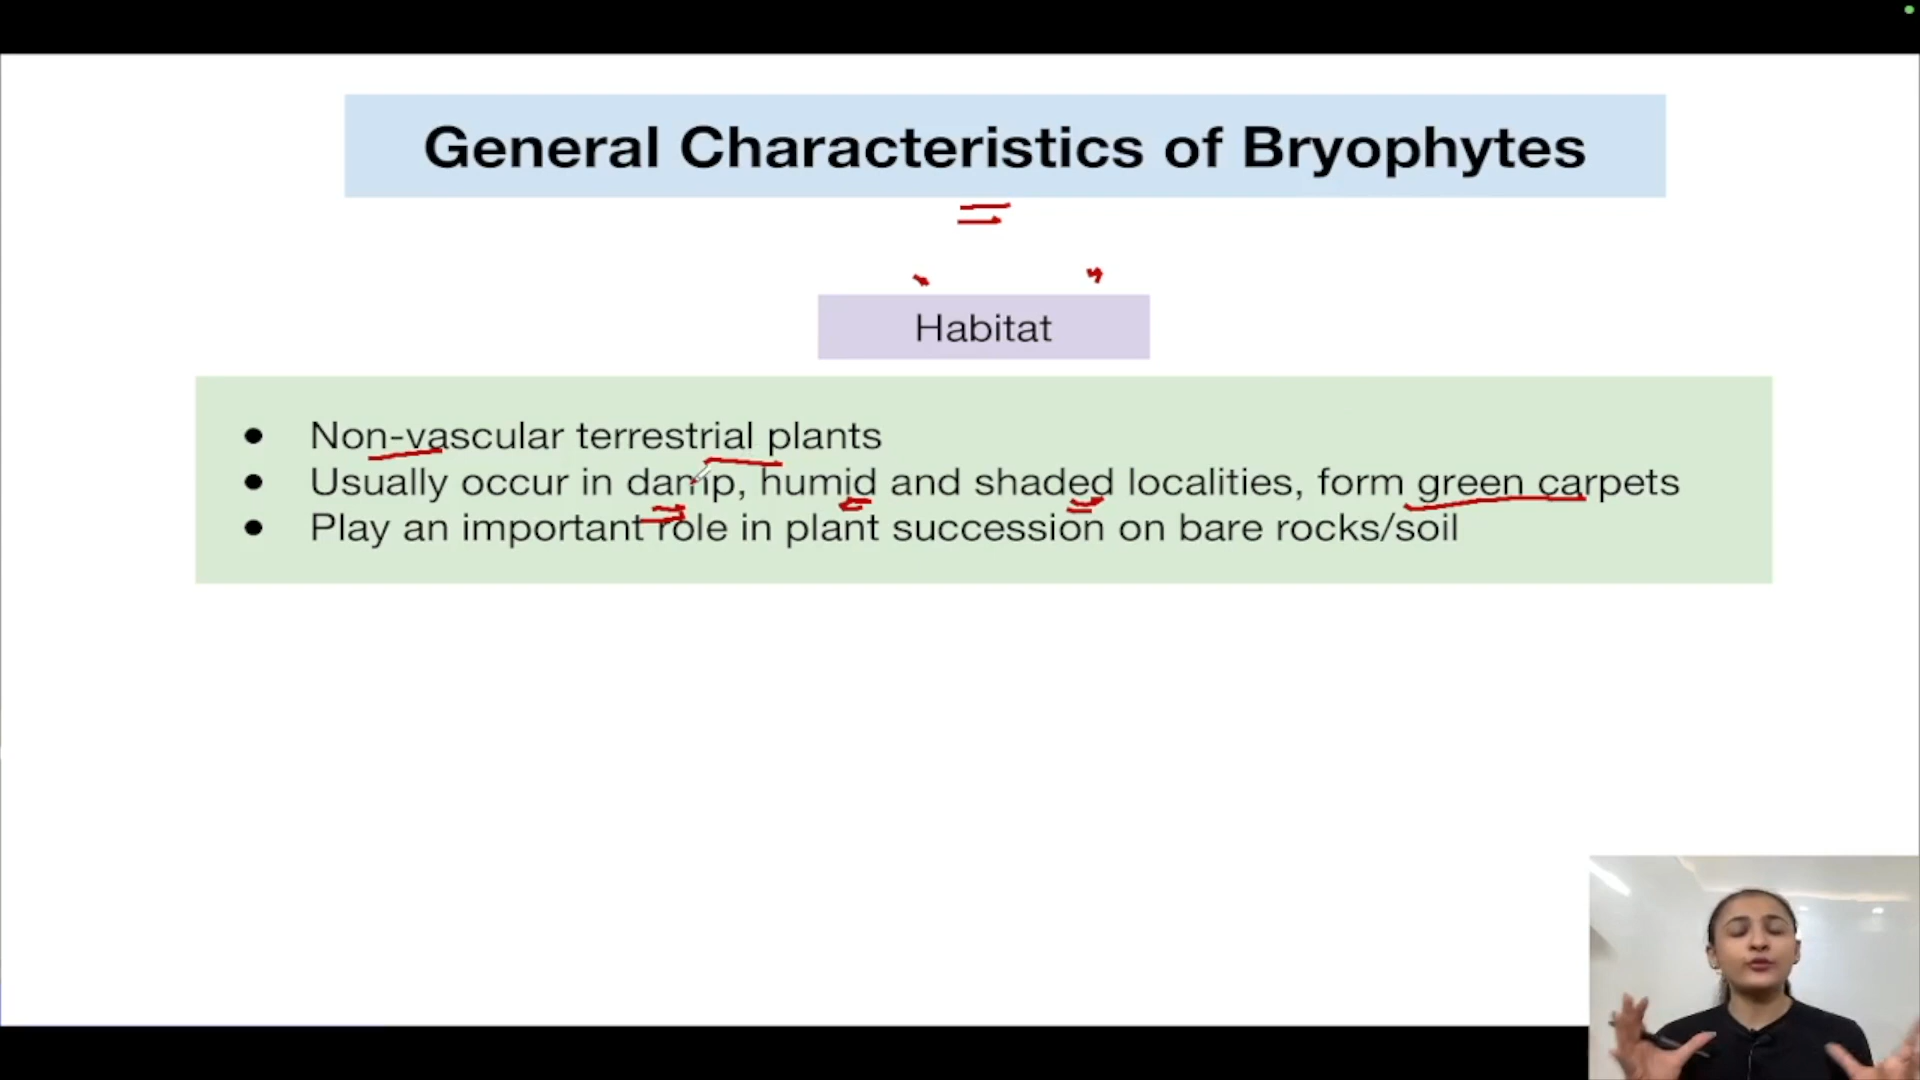 General Characteristics of Bryophytes
Habitat
● Non-vascular terrestrial plants
● Usually occur in damp, humid and shaded localities, form green carpets
● Play an important role in plant succession on bare rocks/soil